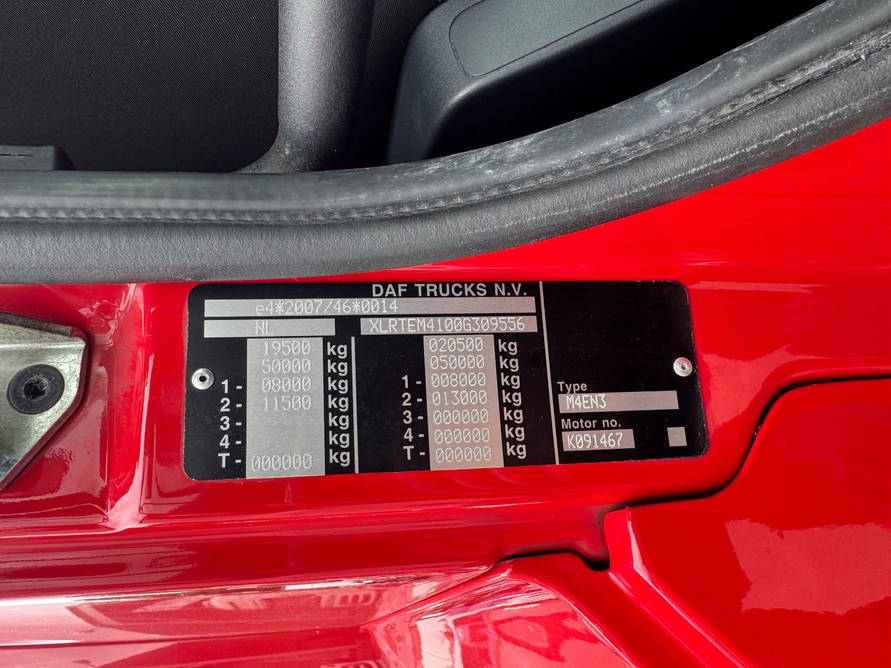 DAF TRUCKS N.V.
e4*2007/46*0014
NL XLRTEM4100G309556
19500 kg 020500 kg
50000 kg 050000 kg
1 - 08000 kg 1 - 008000 kg
2 - 11500 kg 2 - 013000 kg
3 - kg 3 - 000000 kg
4 - kg 4 - 000000 kg
T - 000000 kg T - 000000 kg
Type
M4EN3
Motor no.
K091467